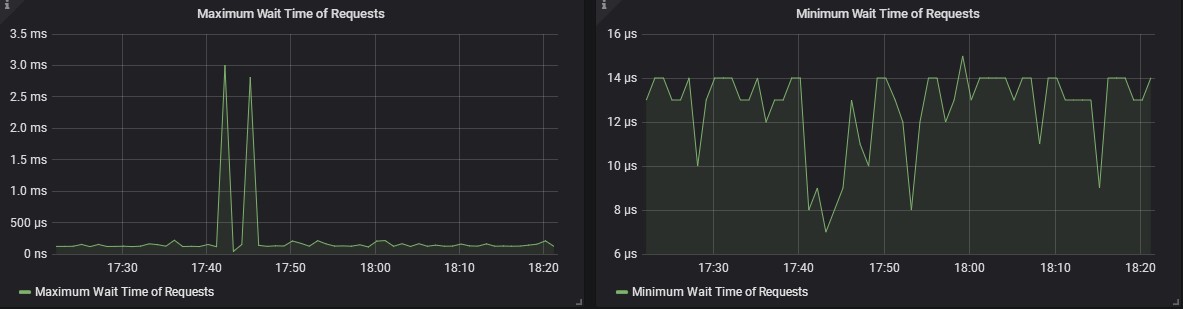 Maximum Wait Time of Requests
3.5 ms
3.0 ms
2.5 ms
2.0 ms
1.5 ms
1.0 ms
500 µs
0 ns
17:30 17:40 17:50 18:00 18:10 18:20
Maximum Wait Time of Requests
Minimum Wait Time of Requests
16 µs
14 µs
12 µs
10 µs
8 µs
6 µs
17:30 17:40 17:50 18:00 18:10 18:20
Minimum Wait Time of Requests